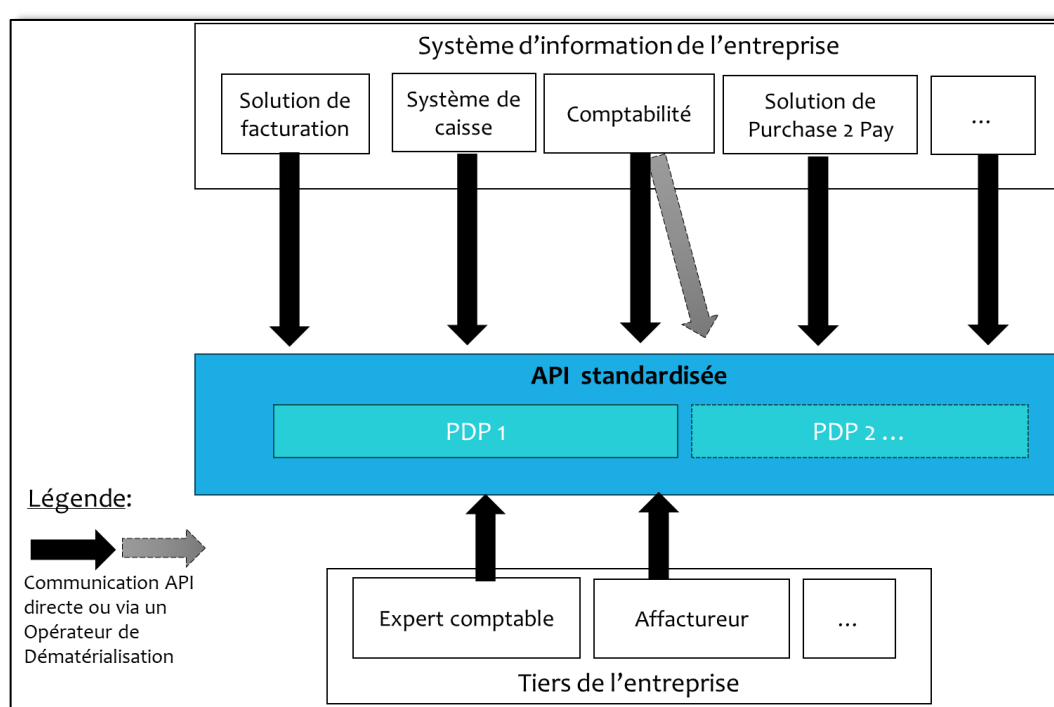 Système d'information de l'entreprise
Solution de
facturation
Système de
caisse
Comptabilité
Solution de
Purchase 2 Pay
...
API standardisée
PDP 1
PDP 2 ...
Légende:
Communication API
directe ou via un
Opérateur de
Dématérialisation
Expert comptable
Affactureur
...
Tiers de l'entreprise